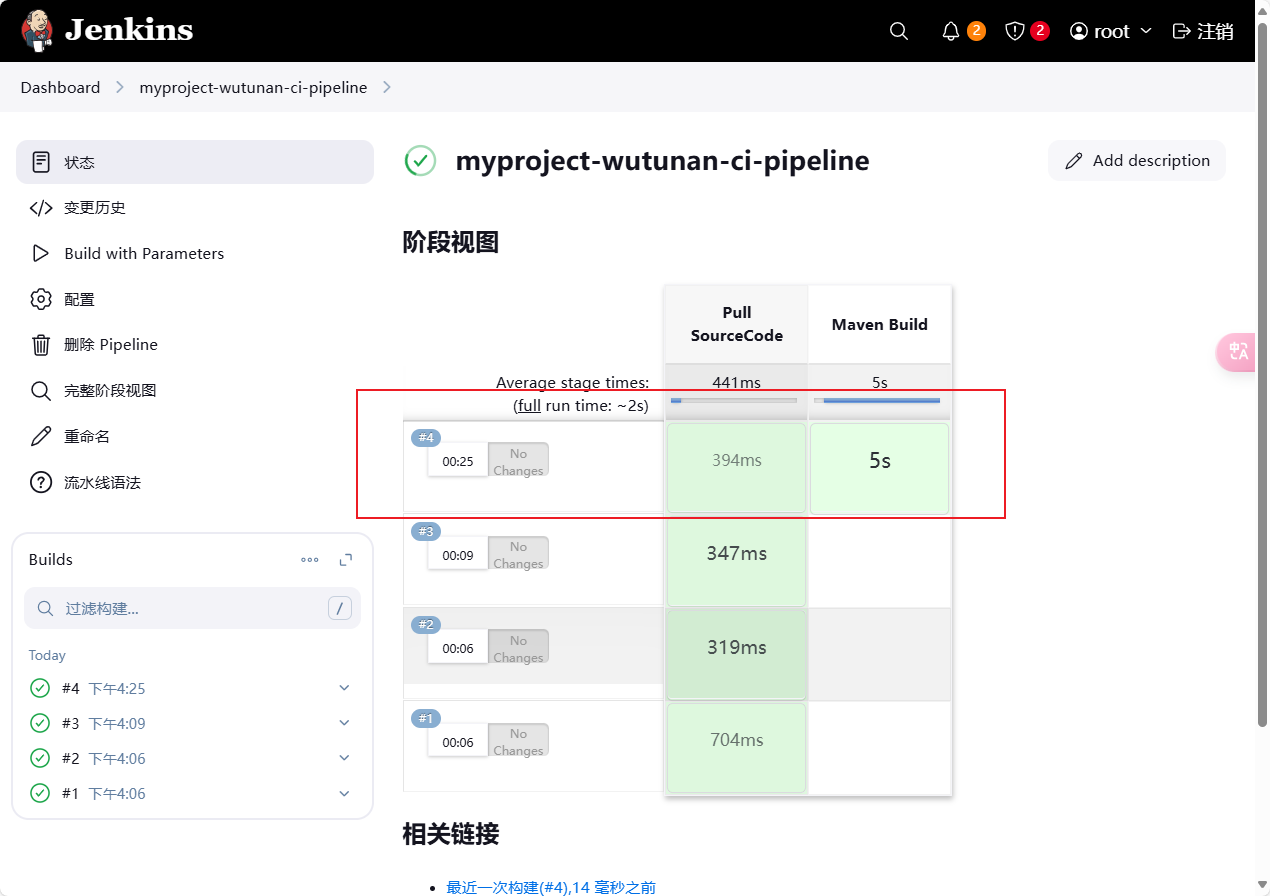 Jenkins
2
2
root
注销
Dashboard
myproject-wutunan-ci-pipeline
状态
变更历史
Build with Parameters
配置
删除 Pipeline
完整阶段视图
重命名
流水线语法
Builds
过滤构建...
/
Today
#4 下午4:25
#3 下午4:09
#2 下午4:06
#1 下午4:06
myproject-wutunan-ci-pipeline
Add description
阶段视图
Pull
SourceCode
Maven Build
Average stage times:
441ms
5s
(full run time: ~2s)
#4
00:25
No
Changes
394ms
5s
#3
00:09
No
Changes
347ms
#2
00:06
No
Changes
319ms
#1
00:06
No
Changes
704ms
相关链接
最近一次构建(#4),14 毫秒之前
中A